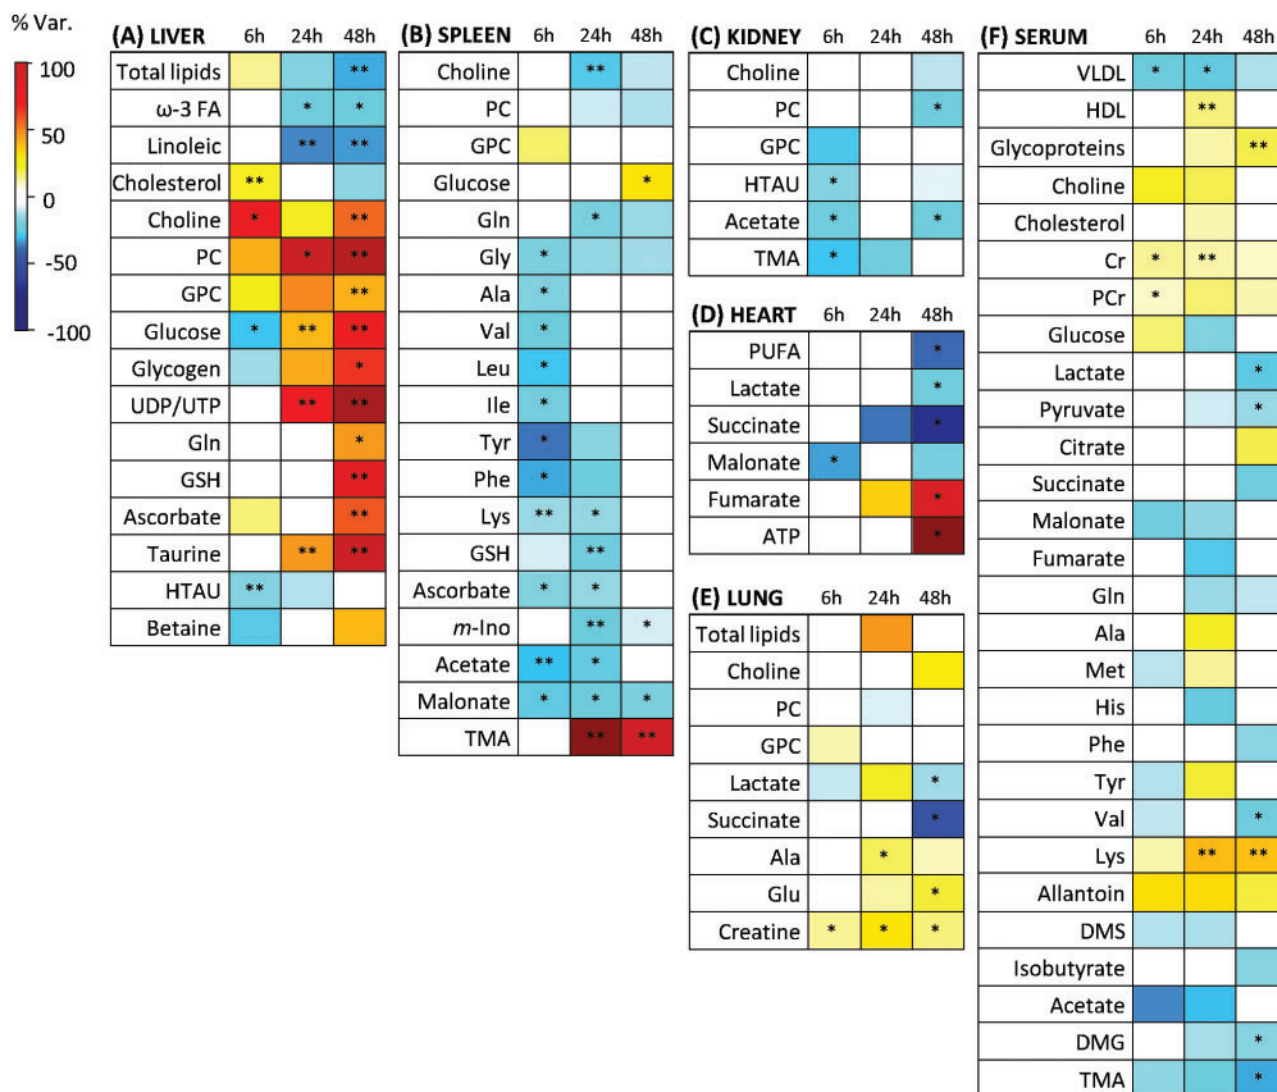 % Var.
100
50
0
-50
-100
(A) LIVER 6h 24h 48h
Total lipids **
ω-3 FA * *
Linoleic ** **
Cholesterol **
Choline * **
PC * **
GPC **
Glucose * ** **
Glycogen *
UDP/UTP ** **
Gln *
GSH **
Ascorbate **
Taurine ** **
HTAU **
Betaine
(B) SPLEEN 6h 24h 48h
Choline **
PC
GPC
Glucose *
Gln *
Gly *
Ala *
Val *
Leu *
Ile *
Tyr *
Phe *
Lys ** *
GSH **
Ascorbate * *
m-Ino ** *
Acetate ** *
Malonate * * *
TMA ** **
(C) KIDNEY 6h 24h 48h
Choline
PC *
GPC
HTAU *
Acetate * *
TMA *
(D) HEART 6h 24h 48h
PUFA *
Lactate *
Succinate *
Malonate *
Fumarate *
ATP *
(E) LUNG 6h 24h 48h
Total lipids
Choline
PC
GPC
Lactate *
Succinate *
Ala *
Glu *
Creatine * * *
(F) SERUM 6h 24h 48h
VLDL * *
HDL **
Glycoproteins **
Choline
Cholesterol
Cr * **
PCr *
Glucose
Lactate *
Pyruvate *
Citrate
Succinate
Malonate
Fumarate
Gln
Ala
Met
His
Phe
Tyr
Val *
Lys ** **
Allantoin
DMS
Isobutyrate
Acetate
DMG *
TMA *